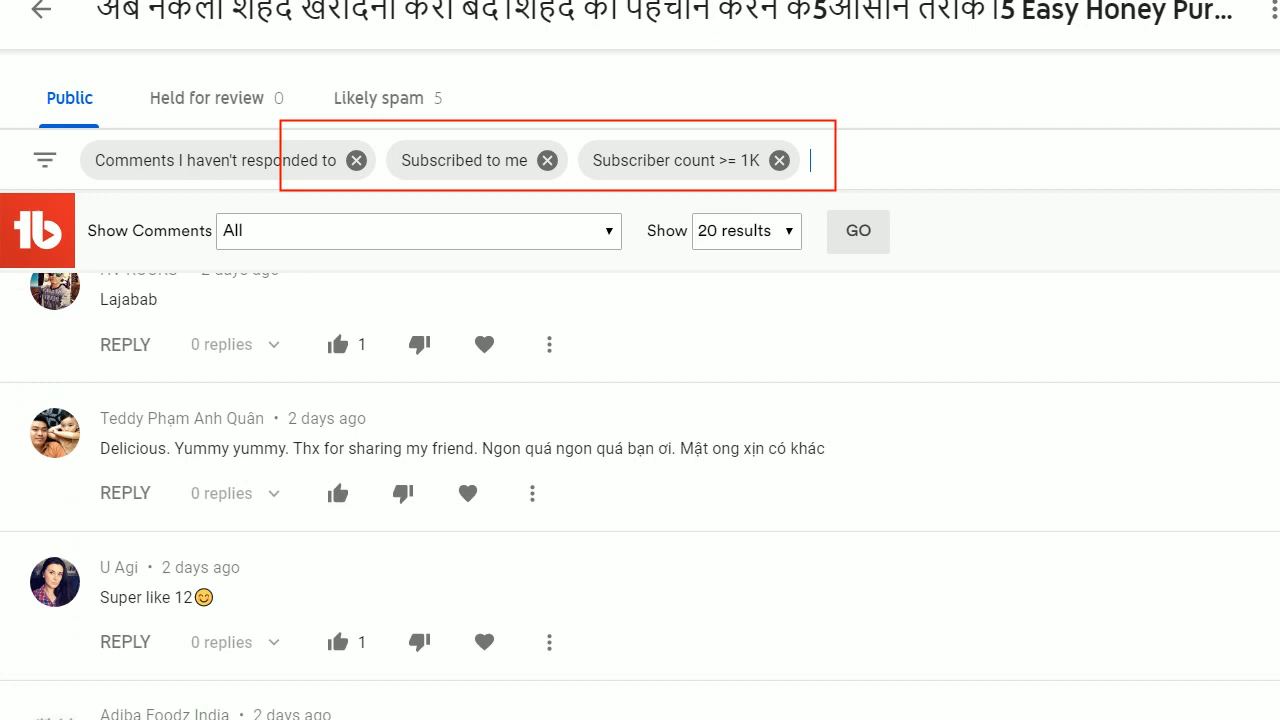 अब नकली शहद खरीदना करो बंद।शहद की पहचान करने के5आसान तरीके।5 Easy Honey Pur...
Public Held for review 0 Likely spam 5
Comments I haven't responded to Subscribed to me Subscriber count >= 1K
Show Comments All Show 20 results GO
2 days ago
Lajabab
REPLY 0 replies 1
Teddy Phạm Anh Quân • 2 days ago
Delicious. Yummy yummy. Thx for sharing my friend. Ngon quá ngon quá bạn ơi. Mật ong xịn có khác
REPLY 0 replies
U Agi • 2 days ago
Super like 12😊
REPLY 0 replies 1
Adiba Foodz India • 2 days ago